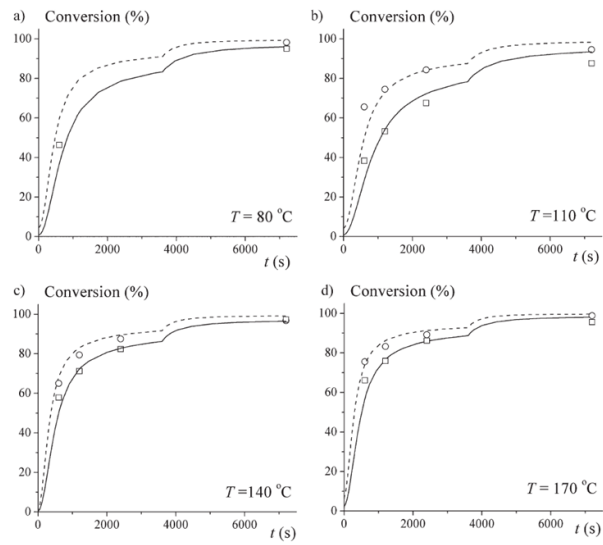 a) Conversion (%)
100
80
60
40
20
0
T = 80 °C
0 2000 4000 6000
t (s)
b) Conversion (%)
100
80
60
40
20
0
T =110 °C
0 2000 4000 6000
t (s)
c) Conversion (%)
100
80
60
40
20
0
T =140 °C
0 2000 4000 6000
t (s)
d) Conversion (%)
100
80
60
40
20
0
T = 170 °C
0 2000 4000 6000
t (s)